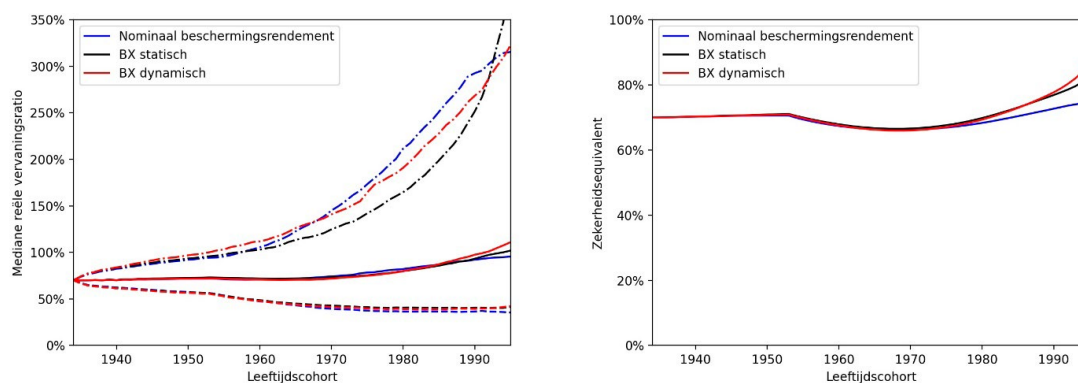 350%
300%
250%
200%
150%
100%
50%
0%
Mediane reële vervaningsratio
Nominaal beschermingsrendement
BX statisch
BX dynamisch
1940 1950 1960 1970 1980 1990
Leeftijdscohort
100%
80%
60%
40%
20%
0%
Zekerheidsequivalent
Nominaal beschermingsrendement
BX statisch
BX dynamisch
1940 1950 1960 1970 1980 1990
Leeftijdscohort